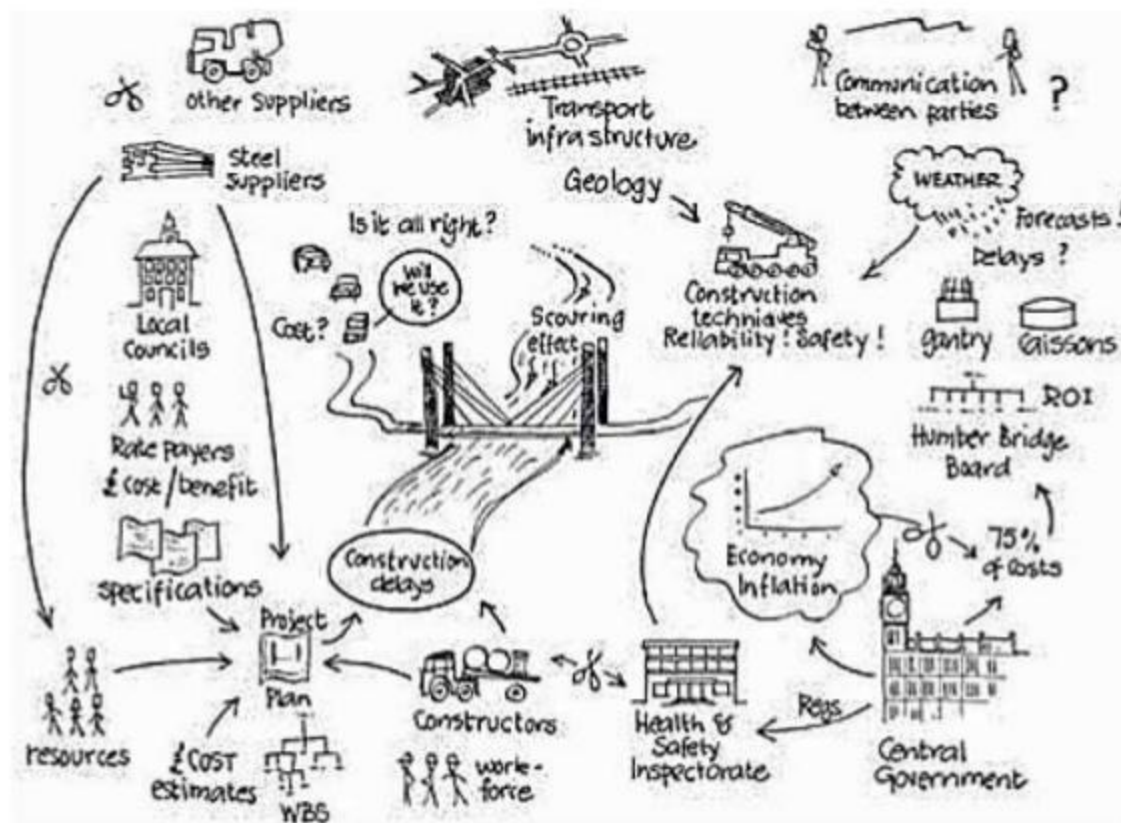 other suppliers
Steel
Suppliers
Transport
infrastructure
Communication
between parties
?
Geology
WEATHER
Forecasts!
Delays?
Is it all right?
Will
we use
it?
Cost?
Scouring
effect
Construction
techniques
Reliability! Safety!
gantry
Caissons
Local
Councils
ROI
Humber Bridge
Board
Rate payers
£ cost/benefit
specifications
Construction
delays
Economy
Inflation
75%
of costs
Project
Plan
resources
£ COST
estimates
WBS
Constructors
work-
force
Health &
Safety
Inspectorate
Regs
Central
Government